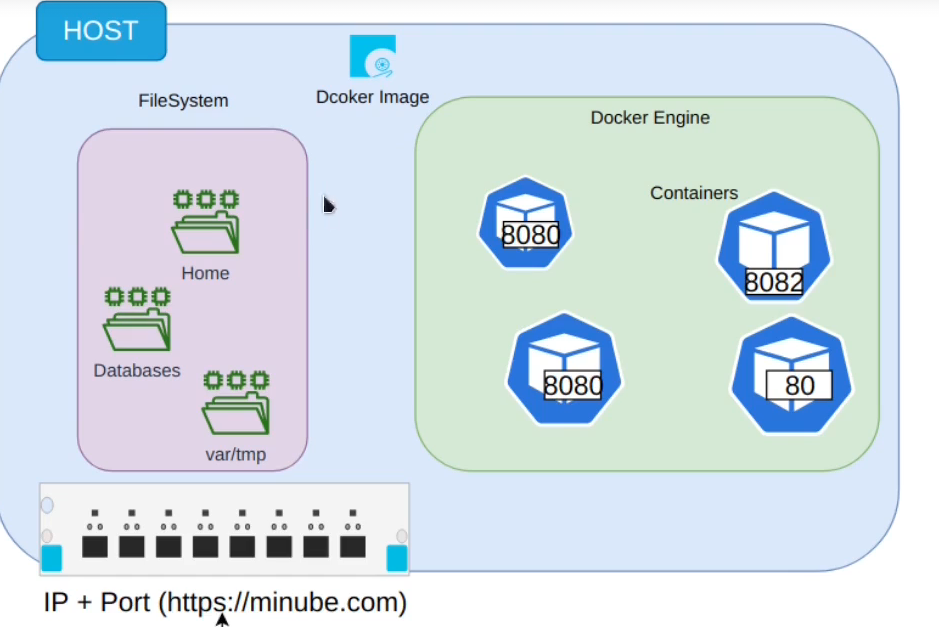 HOST
FileSystem
Dcoker Image
Docker Engine
Containers
8080
8082
Home
Databases
8080
80
var/tmp
IP + Port (https://minube.com)